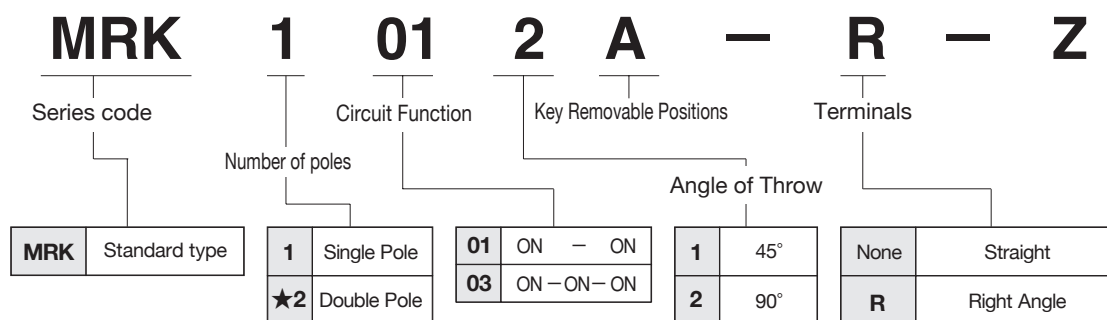 MRK 1 01 2 A — R — Z
Series code
Circuit Function
Key Removable Positions
Terminals
Number of poles
Angle of Throw
MRK Standard type
1 Single Pole
★2 Double Pole
01 ON — ON
03 ON—ON—ON
1 45°
2 90°
None Straight
R Right Angle